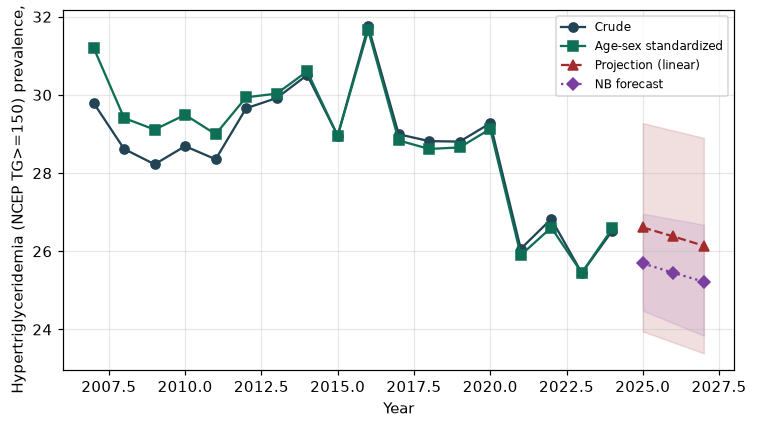 Hypertriglyceridemia (NCEP TG>=150) prevalence,
32
30
28
26
24
Crude
Age-sex standardized
Projection (linear)
NB forecast
2007.5 2010.0 2012.5 2015.0 2017.5 2020.0 2022.5 2025.0 2027.5
Year